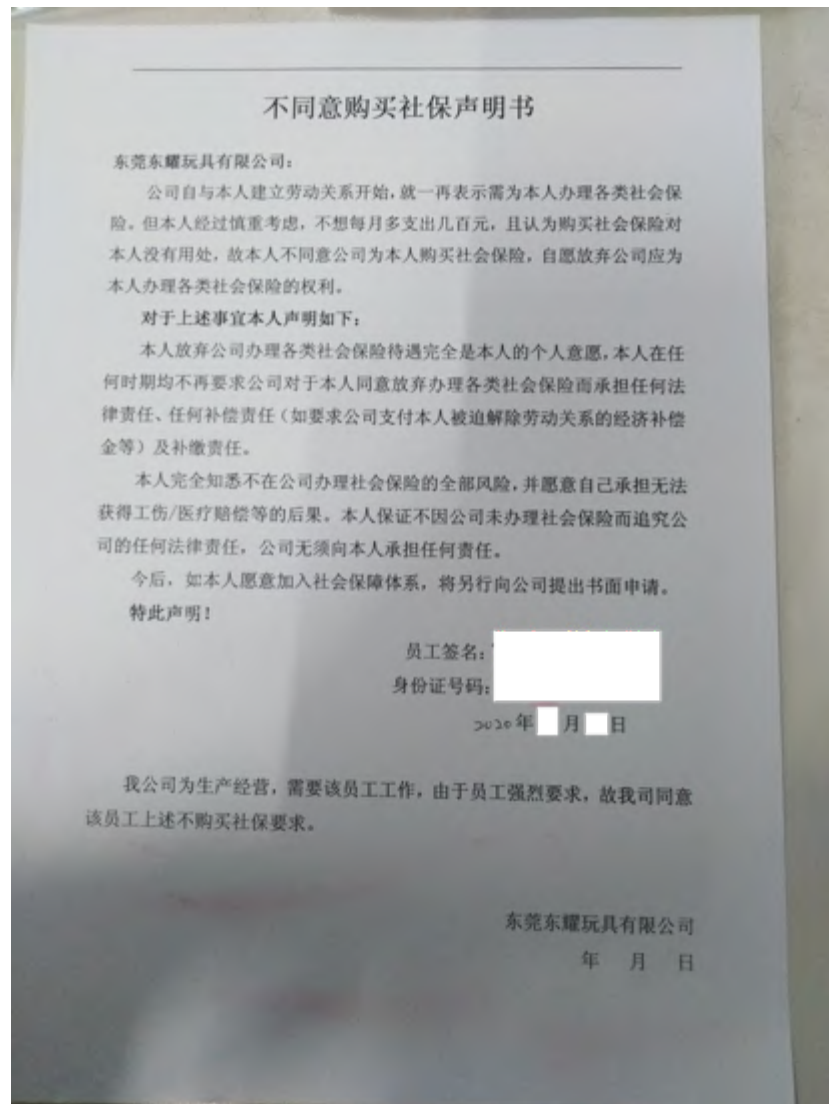 不同意购买社保声明书
东莞东耀玩具有限公司：
公司自与本人建立劳动关系开始，就一再表示需为本人办理各类社会保
险。但本人经过慎重考虑，不想每月多支出几百元，且认为购买社会保险对
本人没有用处，故本人不同意公司为本人购买社会保险，自愿放弃公司应为
本人办理各类社会保险的权利。
对于上述事宜本人声明如下：
本人放弃公司办理各类社会保险待遇完全是本人的个人意愿，本人在任
何时期均不再要求公司对于本人同意放弃办理各类社会保险而承担任何法
律责任、任何补偿责任（如要求公司支付本人被迫解除劳动关系的经济补偿
金等）及补缴责任。
本人完全知悉不在公司办理社会保险的全部风险，并愿意自己承担无法
获得工伤/医疗赔偿等的后果。本人保证不因公司未办理社会保险而追究公
司的任何法律责任，公司无须向本人承担任何责任。
今后，如本人愿意加入社会保障体系，将另行向公司提出书面申请。
特此声明！
员工签名：
身份证号码：
2020年 月 日
我公司为生产经营，需要该员工工作，由于员工强烈要求，故我司同意
该员工上述不购买社保要求。
东莞东耀玩具有限公司
年 月 日